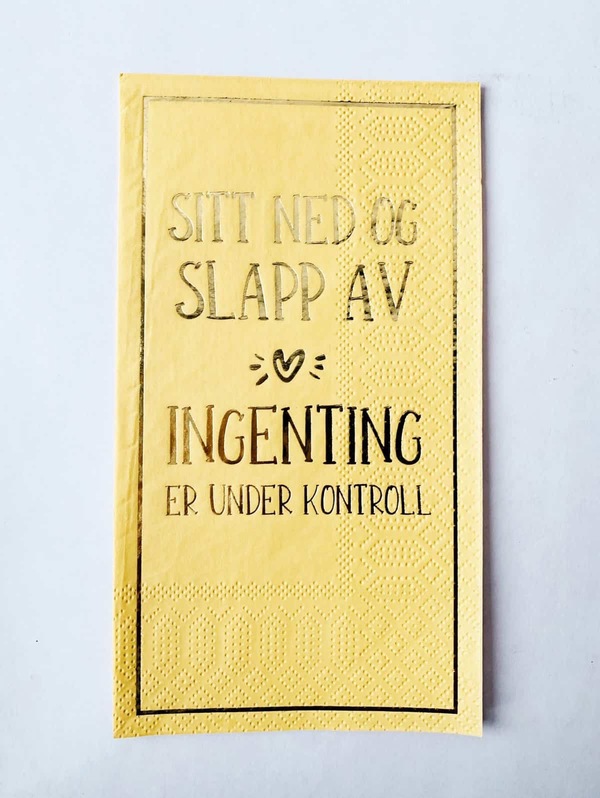 SITT NED OG
SLAPP AV
INGENTING
ER UNDER KONTROLL